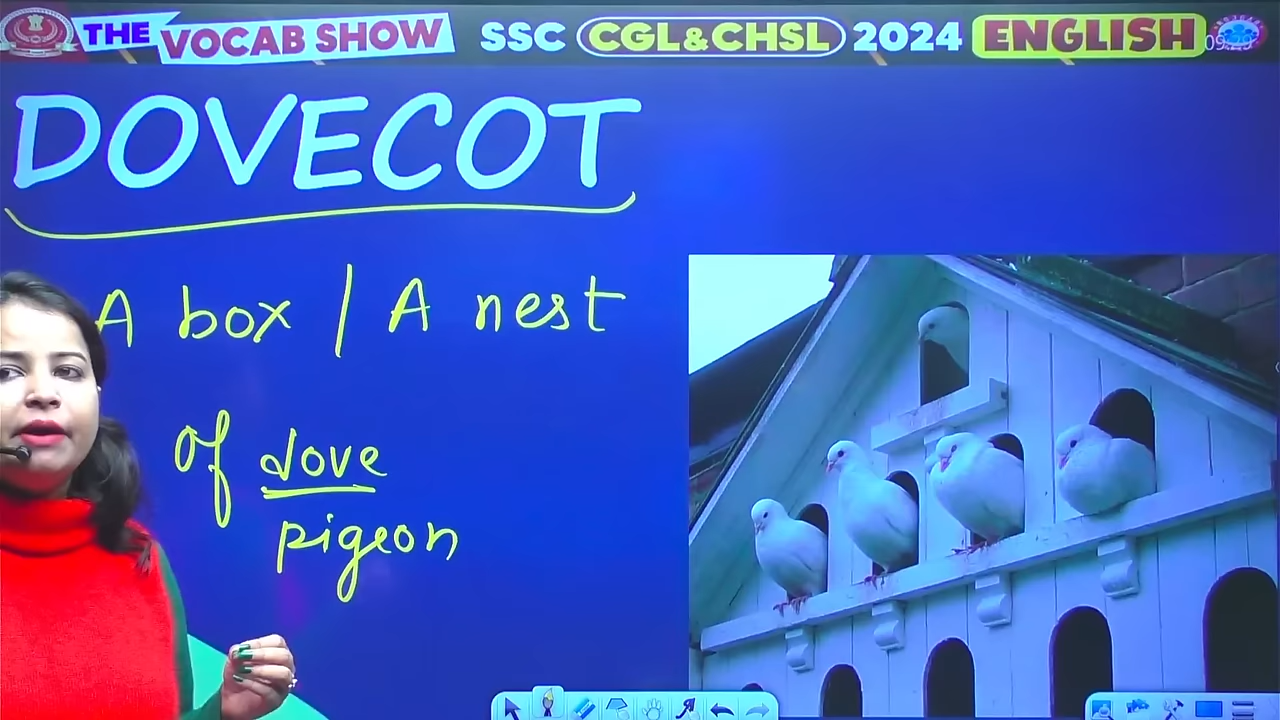 THE VOCAB SHOW SSC CGL & CHSL 2024 ENGLISH
DOVECOT
A box / A nest
of dove
pigeon